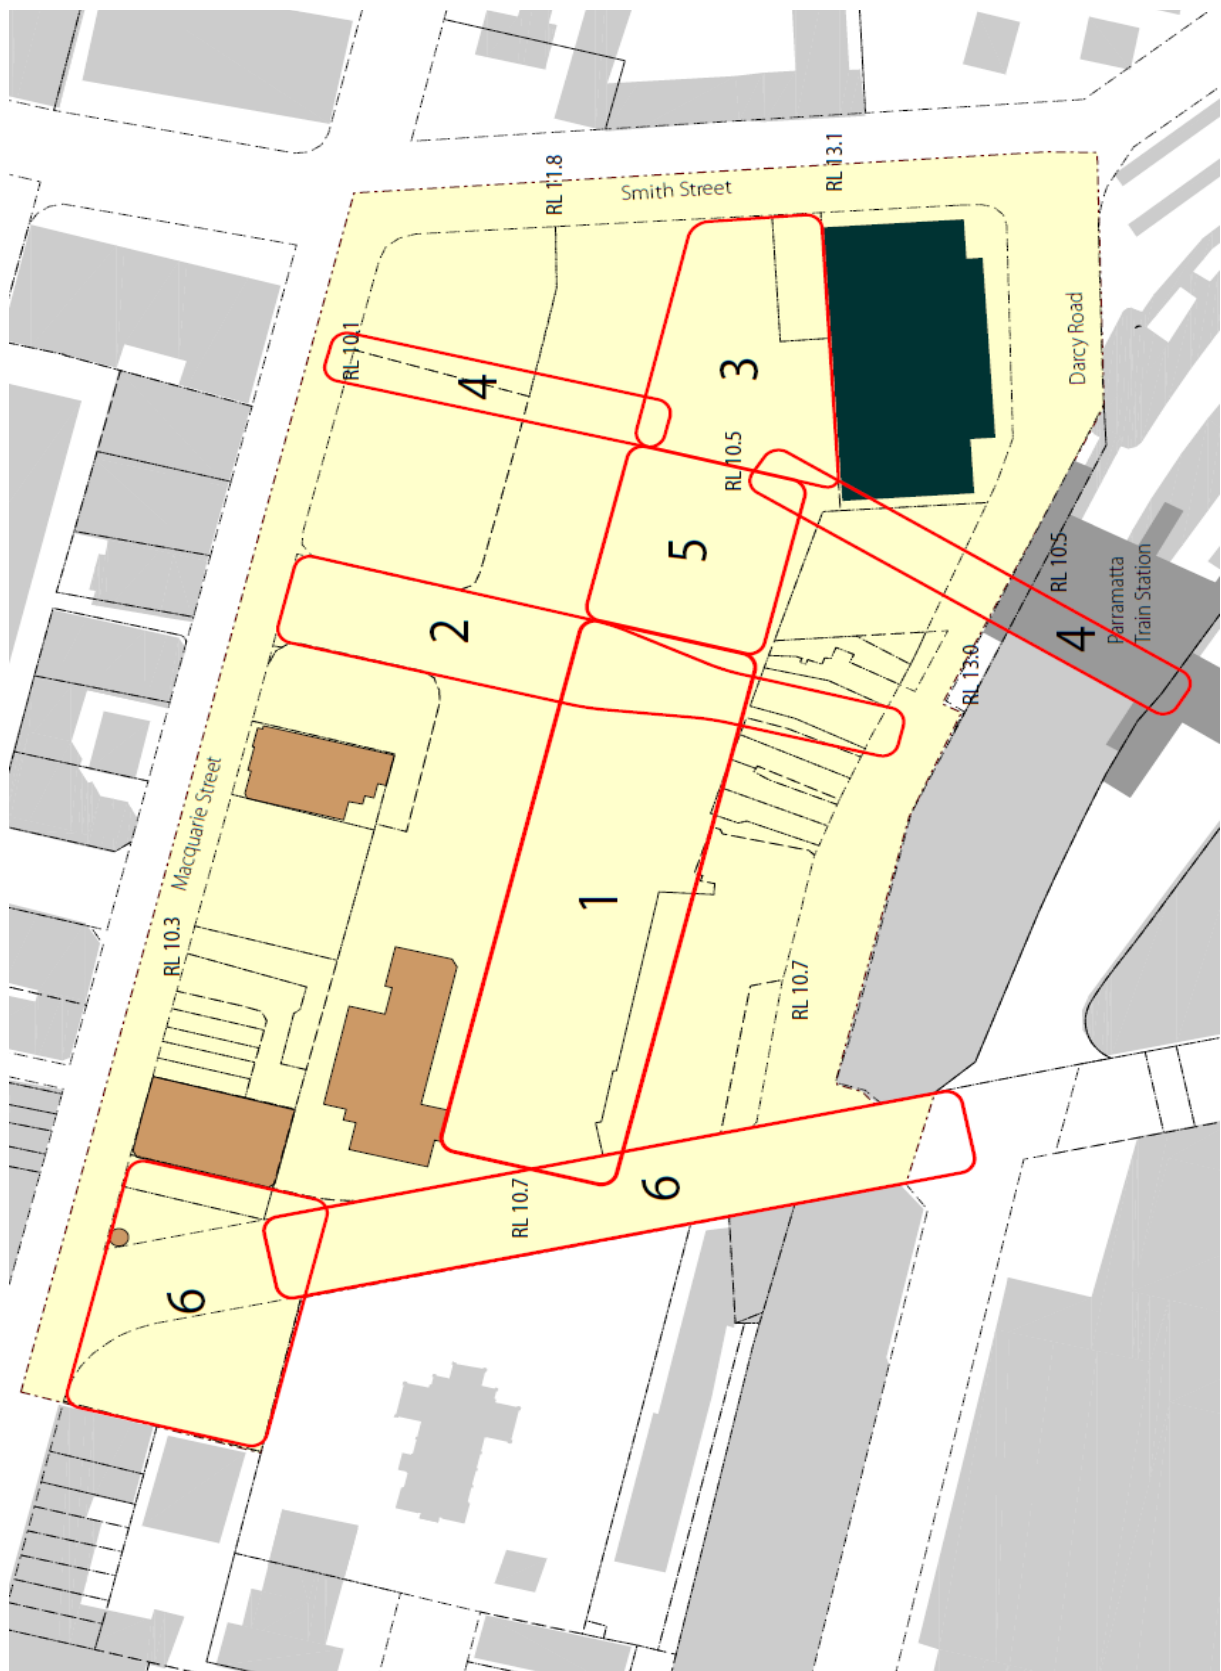 Smith Street
RL 11.8
RL 13.1
Darcy Road
RL 10.1
4
3
RL 10.5
5
2
RL 10.5
Parramatta
Train Station
4
RL 13.0
Macquarie Street
1
RL 10.3
RL 10.7
RL 10.7
6
6